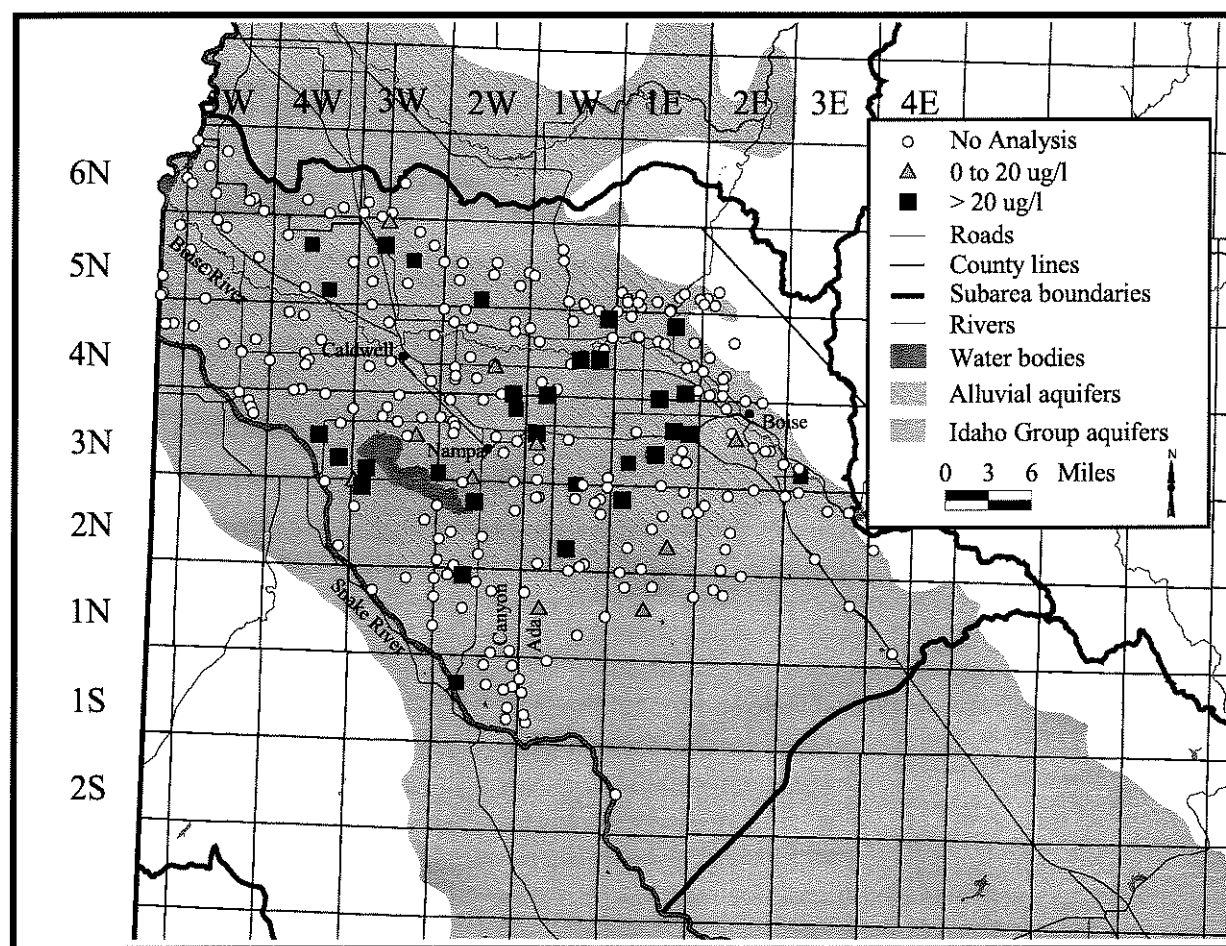 W 4W 3W 2W 1W 1E 2E 3E 4E
6N
5N
4N
3N
2N
1N
1S
2S
Boise River
Caldwell
Nampa
Boise
Snake River
Canyon
Ada
No Analysis
0 to 20 ug/l
> 20 ug/l
Roads
County lines
Subarea boundaries
Rivers
Water bodies
Alluvial aquifers
Idaho Group aquifers
0 3 6 Miles
N